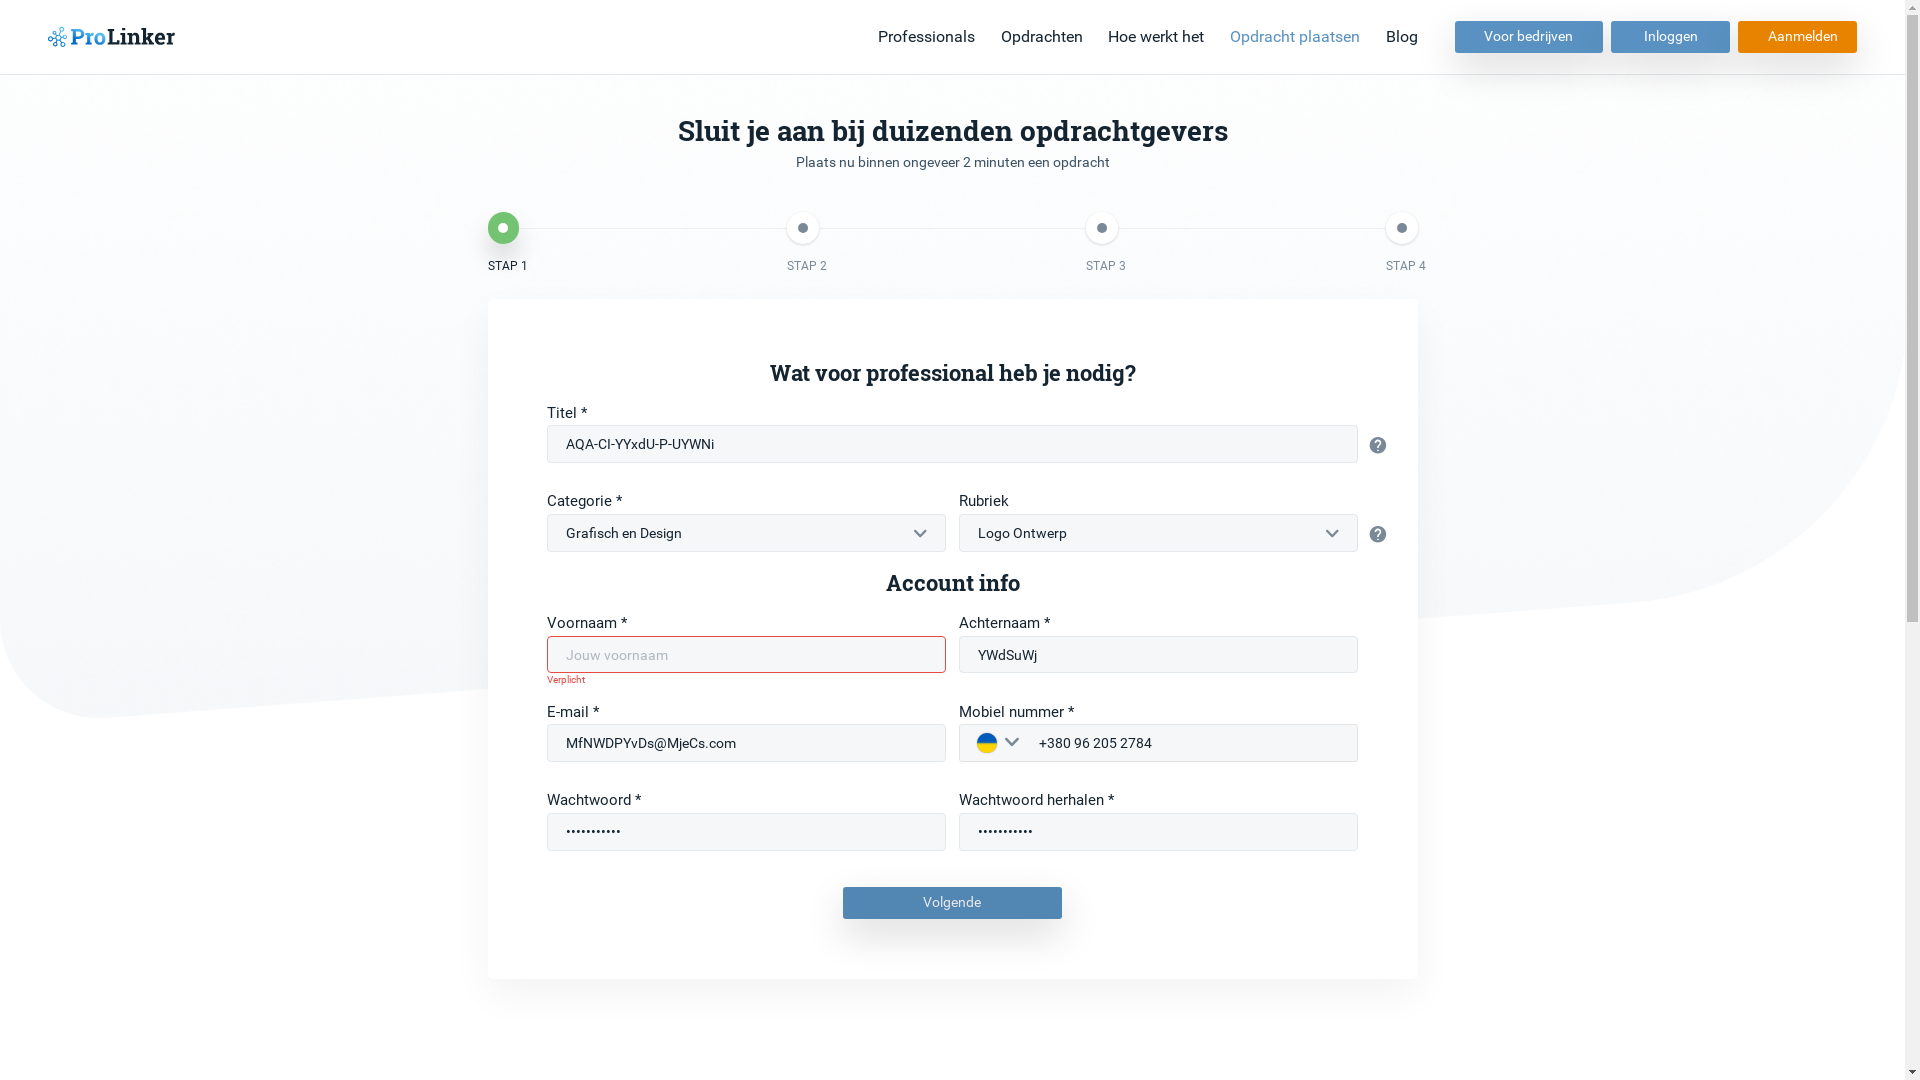 ProLinker
Professionals Opdrachten Hoe werkt het Opdracht plaatsen Blog Voor bedrijven Inloggen Aanmelden
Sluit je aan bij duizenden opdrachtgevers
Plaats nu binnen ongeveer 2 minuten een opdracht
STAP 1 STAP 2 STAP 3 STAP 4
Wat voor professional heb je nodig?
Titel *
AQA-CI-YYxdU-P-UYWNi
Categorie * Rubriek
Grafisch en Design Logo Ontwerp
Account info
Voornaam * Achternaam *
Jouw voornaam YWdSuWj
Verplicht
E-mail * Mobiel nummer *
MfNWDPYvDs@MjeCs.com +380 96 205 2784
Wachtwoord * Wachtwoord herhalen *
••••••••••• •••••••••••
Volgende